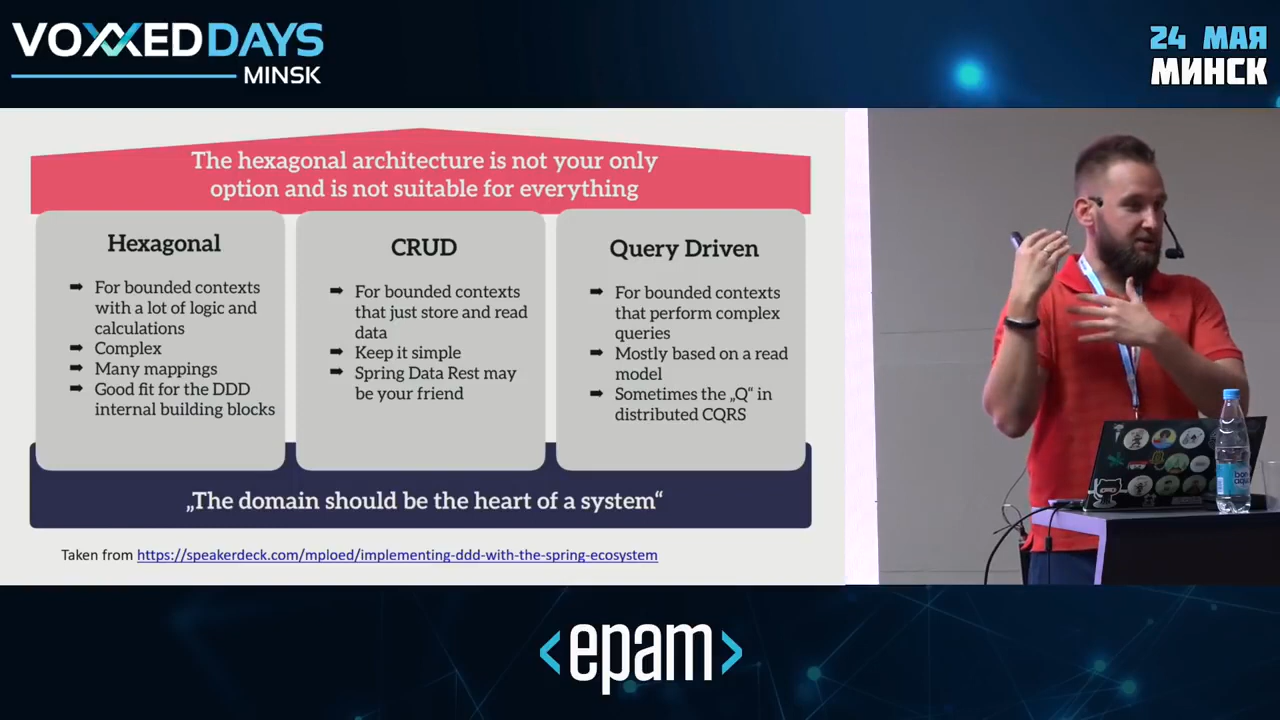 VOXXED DAYS
MINSK
24 МАЯ
МИНСК
The hexagonal architecture is not your only
option and is not suitable for everything
Hexagonal
➡ For bounded contexts
with a lot of logic and
calculations
➡ Complex
➡ Many mappings
➡ Good fit for the DDD
internal building blocks
CRUD
➡ For bounded contexts
that just store and read
data
➡ Keep it simple
➡ Spring Data Rest may
be your friend
Query Driven
➡ For bounded contexts
that perform complex
queries
➡ Mostly based on a read
model
➡ Sometimes the „Q“ in
distributed CQRS
„The domain should be the heart of a system“
Taken from https://speakerdeck.com/mploed/implementing-ddd-with-the-spring-ecosystem
<epam>